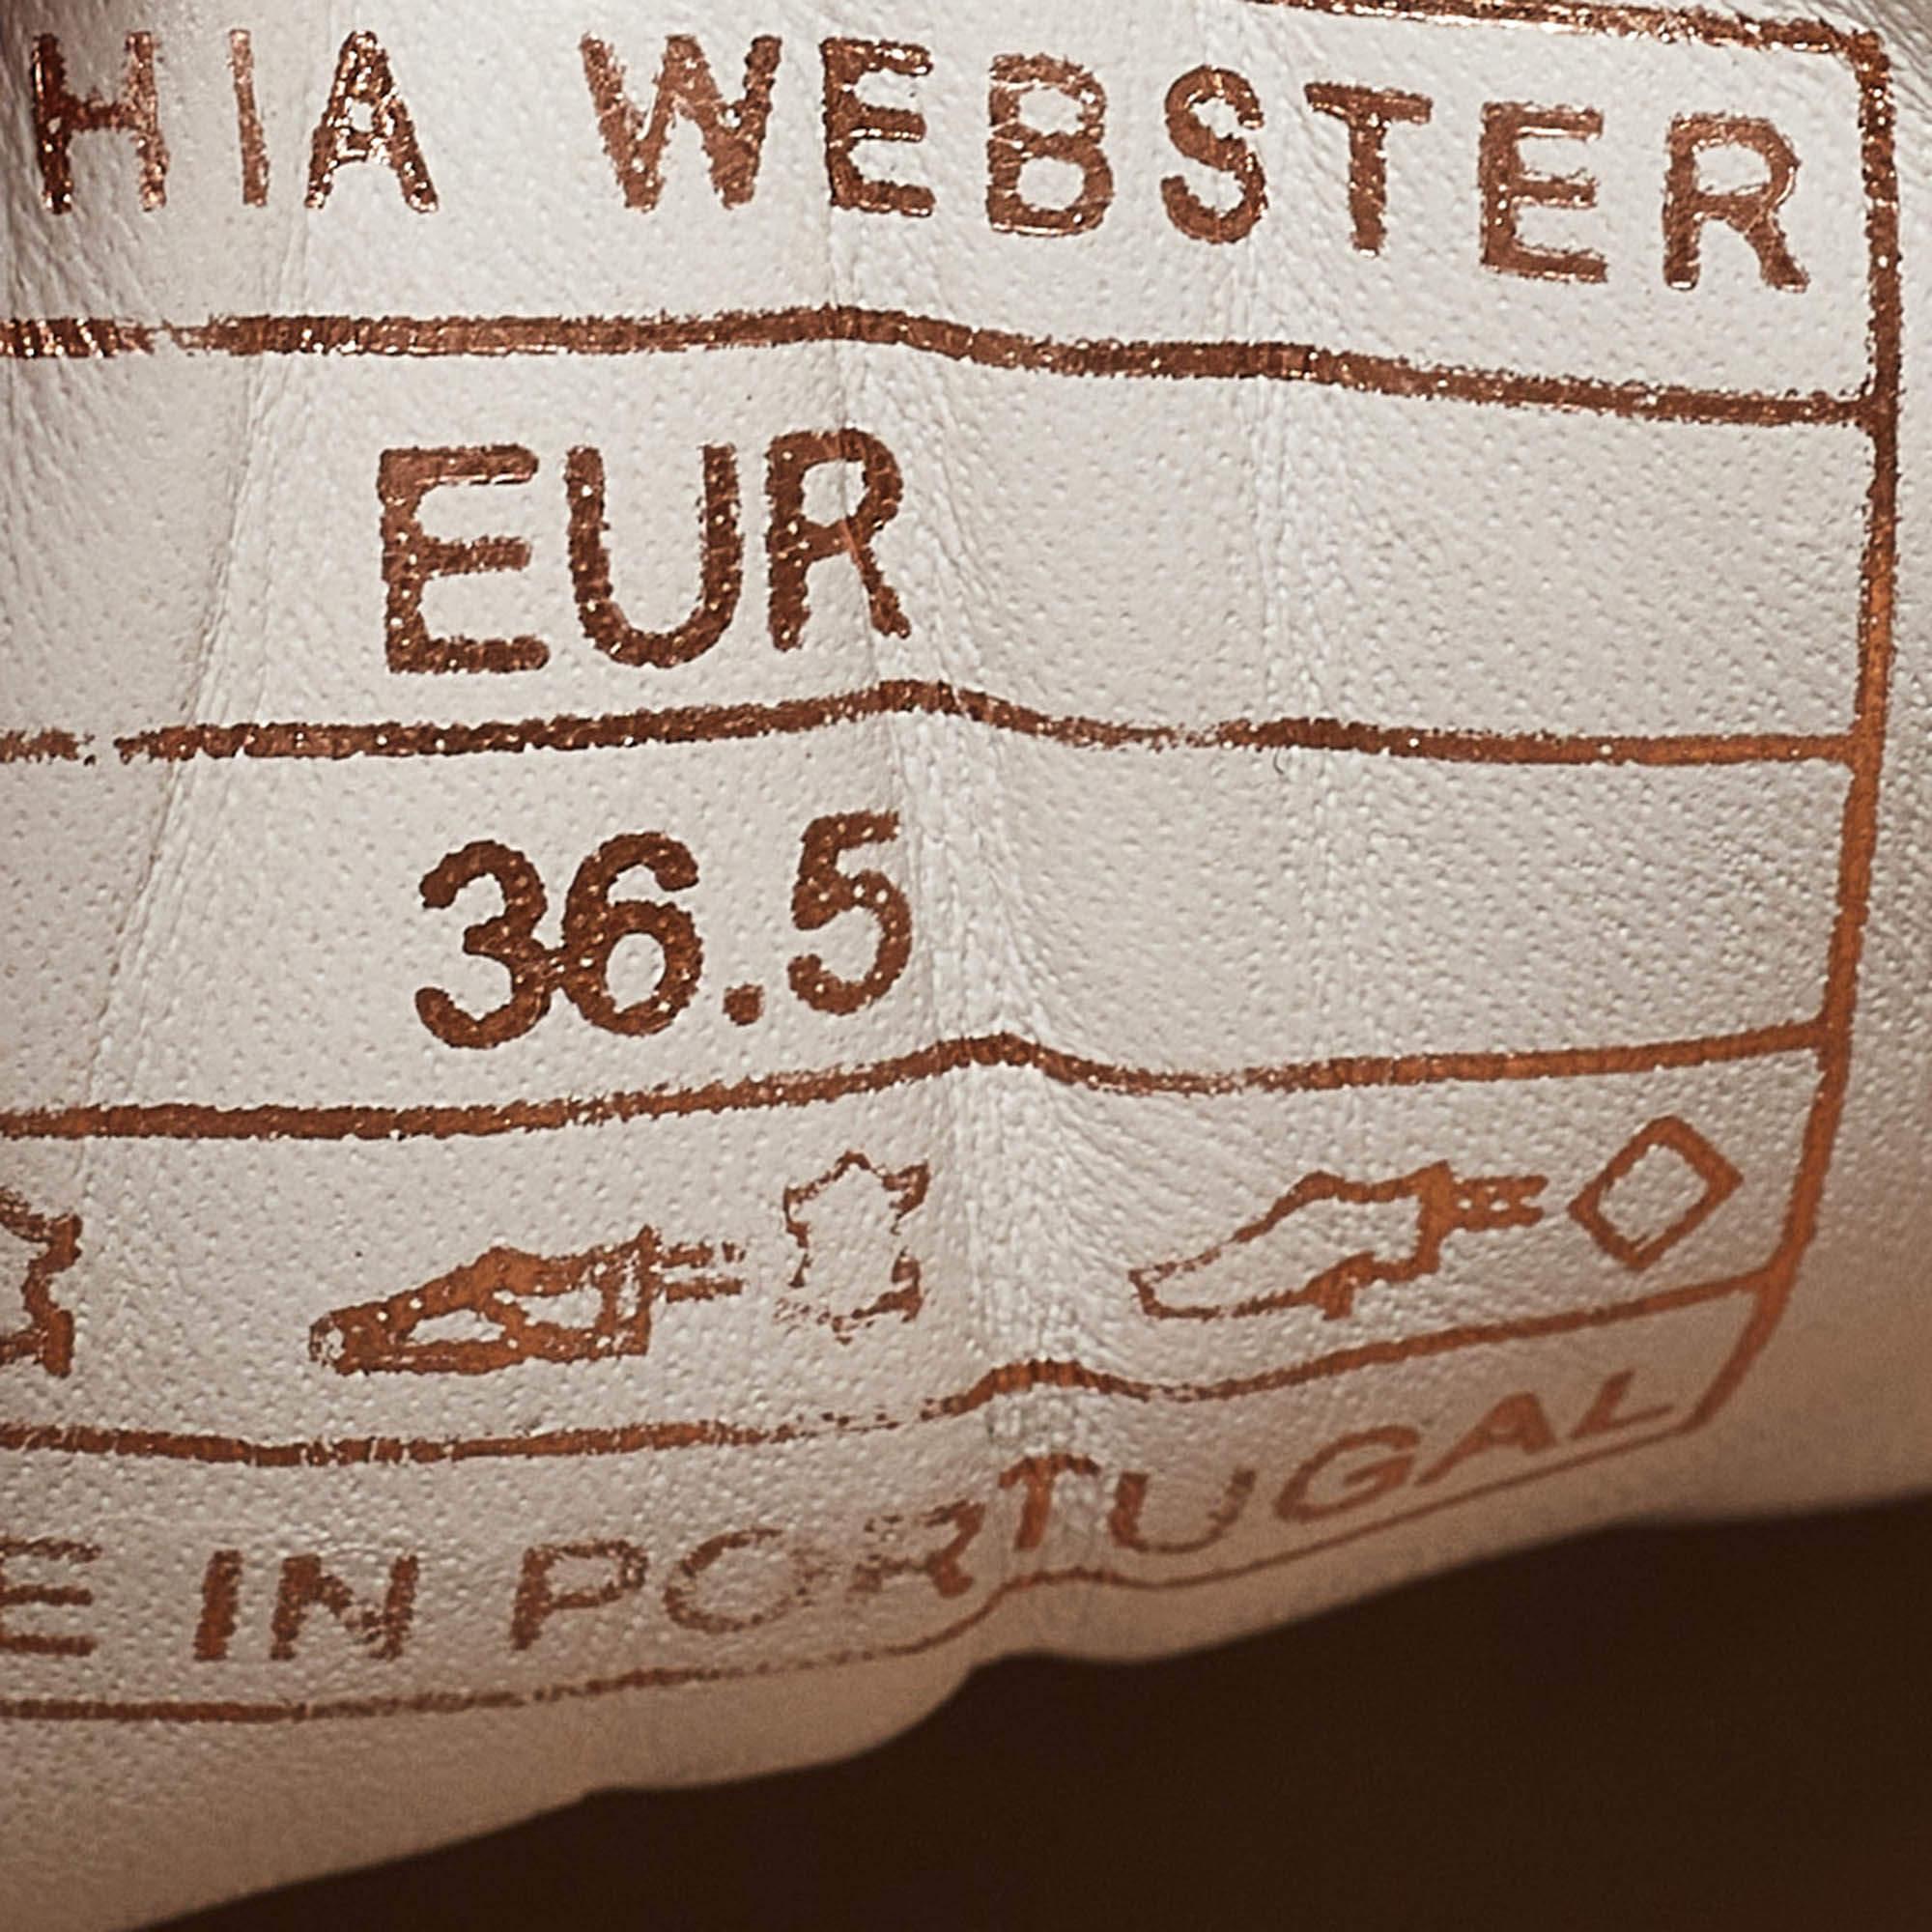 HIA WEBSTER
EUR
36.5
E IN PORTUGAL